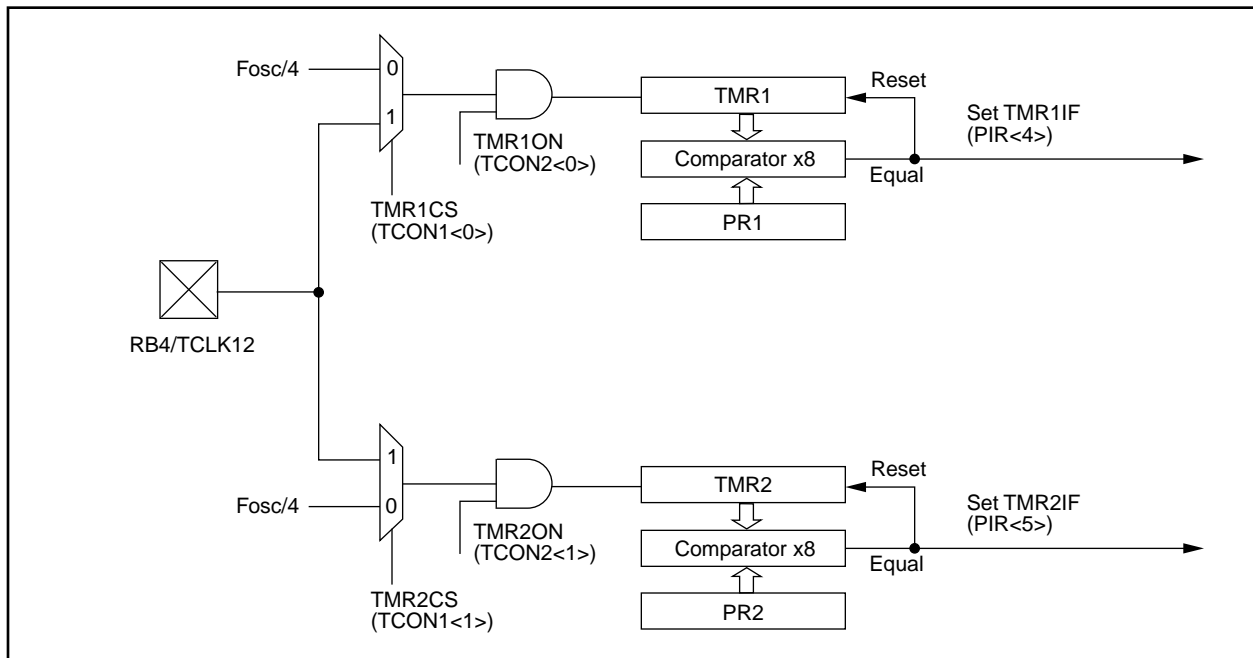 Fosc/4
0
1
TMR1ON
(TCON2<0>)
TMR1CS
(TCON1<0>)
TMR1
Comparator x8
PR1
Reset
Equal
Set TMR1IF
(PIR<4>)
RB4/TCLK12
1
Fosc/4
0
TMR2ON
(TCON2<1>)
TMR2CS
(TCON1<1>)
TMR2
Comparator x8
PR2
Reset
Equal
Set TMR2IF
(PIR<5>)